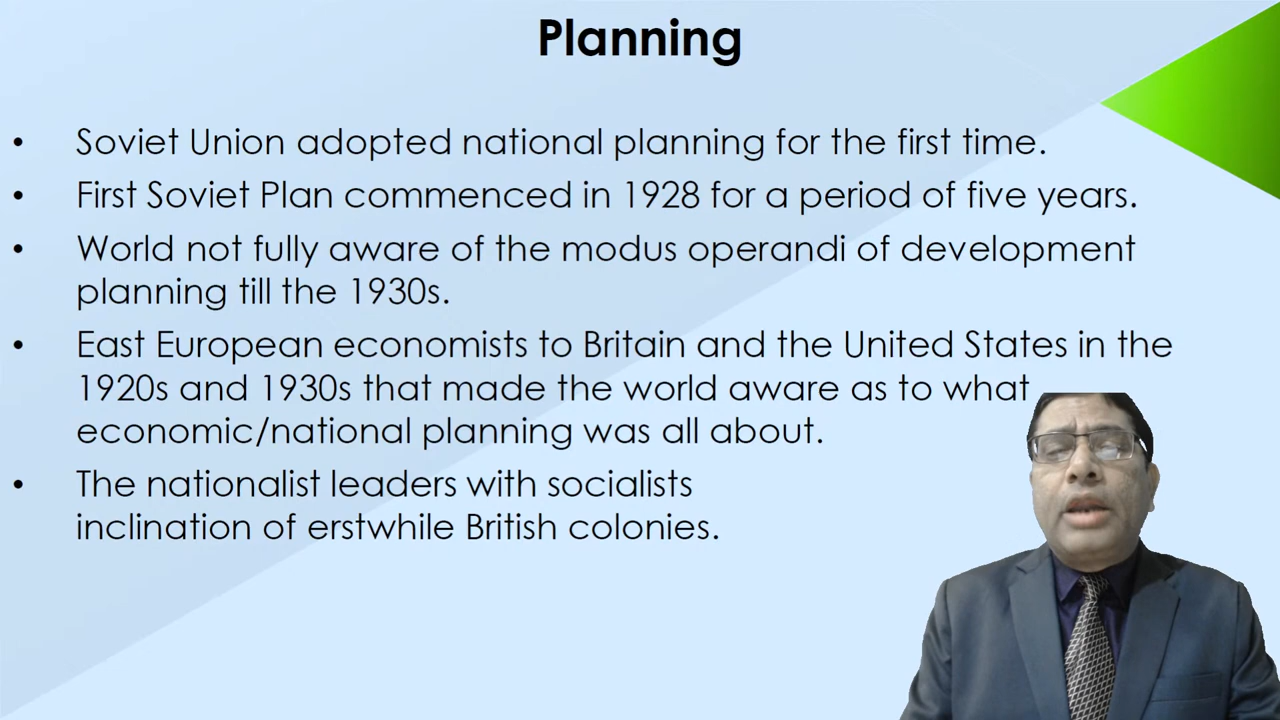 Planning
• Soviet Union adopted national planning for the first time.
• First Soviet Plan commenced in 1928 for a period of five years.
• World not fully aware of the modus operandi of development
planning till the 1930s.
• East European economists to Britain and the United States in the
1920s and 1930s that made the world aware as to what
economic/national planning was all about.
• The nationalist leaders with socialists
inclination of erstwhile British colonies.